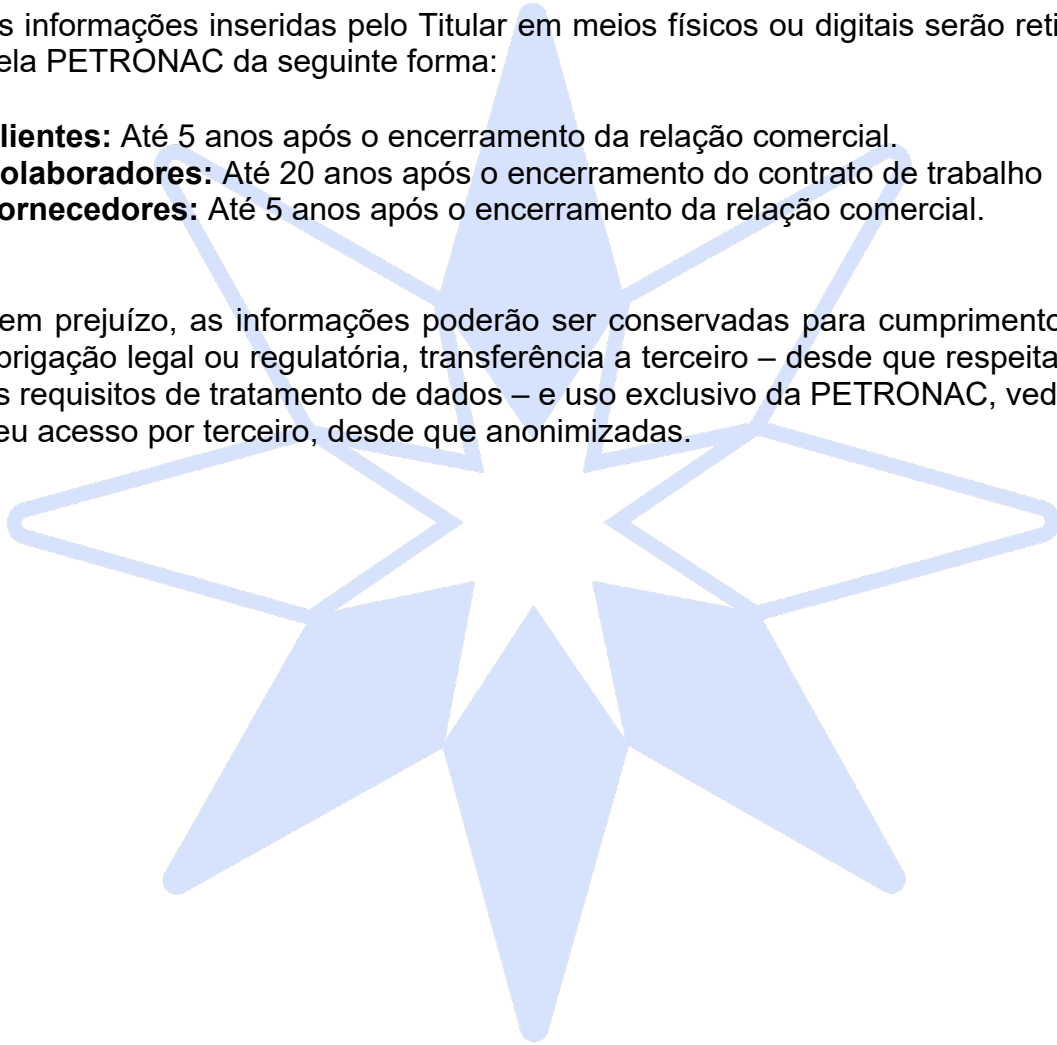 s informações inseridas pelo Titular em meios físicos ou digitais serão reti
ela PETRONAC da seguinte forma:
lientes: Até 5 anos após o encerramento da relação comercial.
olaboradores: Até 20 anos após o encerramento do contrato de trabalho
ornecedores: Até 5 anos após o encerramento da relação comercial.
em prejuízo, as informações poderão ser conservadas para cumprimento
brigação legal ou regulatória, transferência a terceiro – desde que respeita
s requisitos de tratamento de dados – e uso exclusivo da PETRONAC, ved
eu acesso por terceiro, desde que anonimizadas.